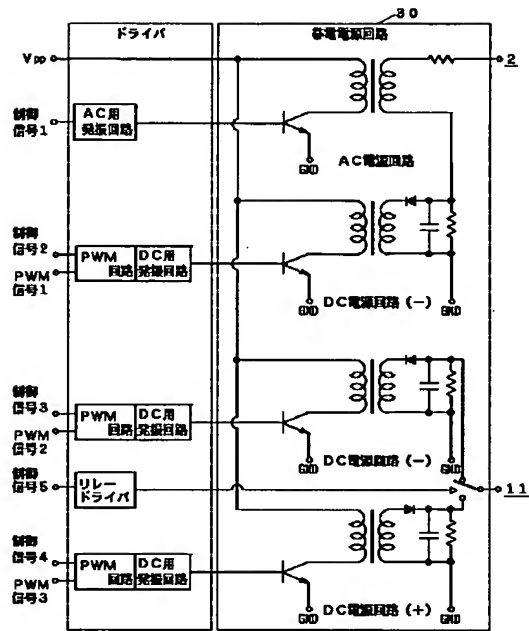 30
ドライバ
帯電電源回路
Vpp
2
制御
信号1
AC用
発振回路
GND
AC電源回路
制御
信号2
PWM
信号1
PWM
回路
DC用
発振回路
GND
GND
DC電源回路(−)
制御
信号3
PWM
信号2
PWM
回路
DC用
発振回路
GND
GND
DC電源回路(−)
制御
信号5
リレー
ドライバ
11
制御
信号4
PWM
信号3
PWM
回路
DC用
発振回路
GND
GND
DC電源回路(+)